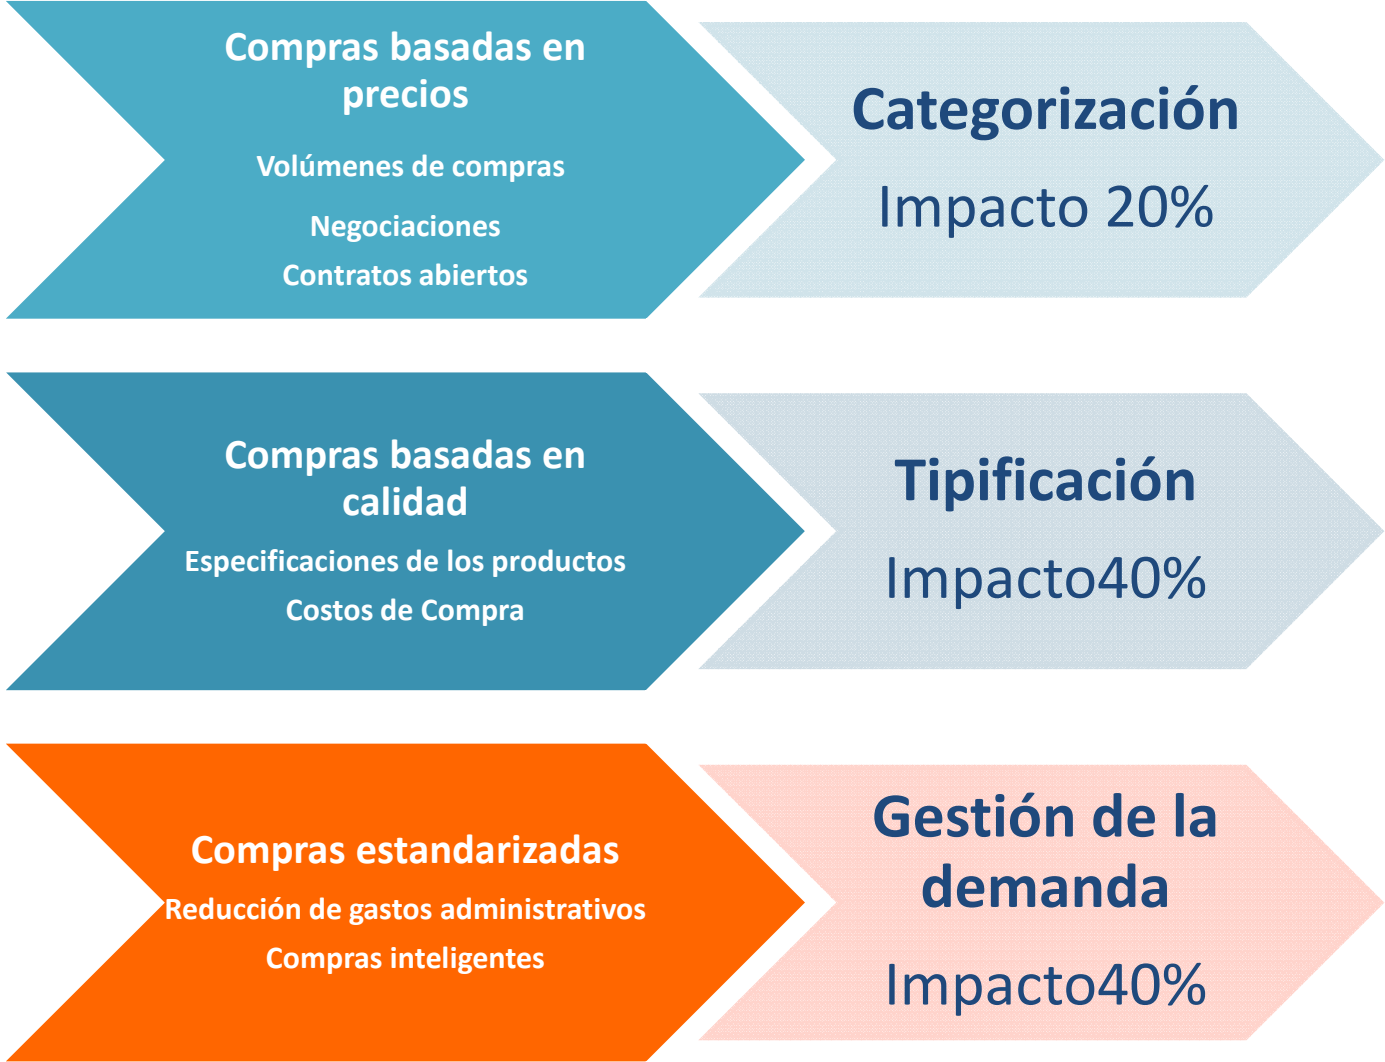 Compras basadas en
precios
Volúmenes de compras
Negociaciones
Contratos abiertos
Categorización
Impacto 20%
Compras basadas en
calidad
Especificaciones de los productos
Costos de Compra
Tipificación
Impacto40%
Compras estandarizadas
Reducción de gastos administrativos
Compras inteligentes
Gestión de la
demanda
Impacto40%